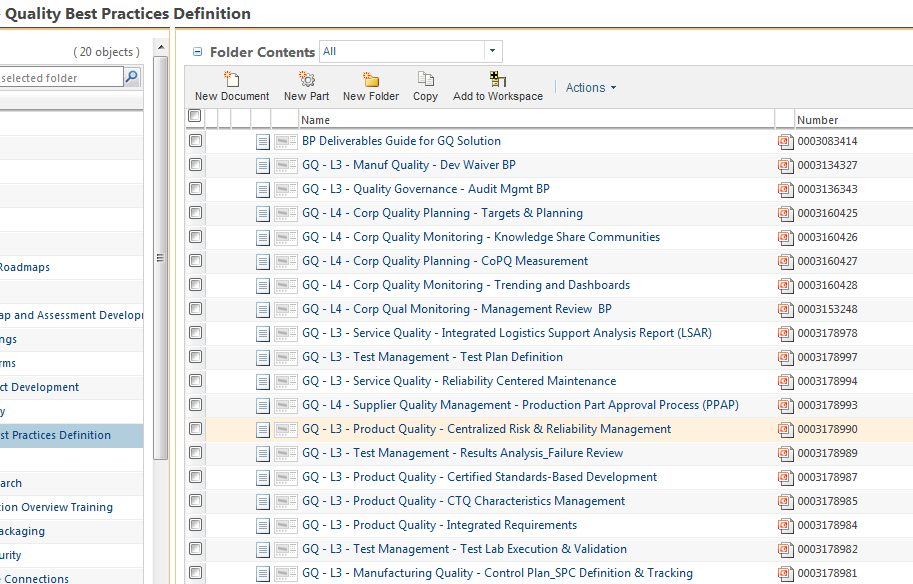 Quality Best Practices Definition
( 20 objects )
selected folder
Roadmaps
ap and Assessment Develop
ngs
rms
ct Development
y
st Practices Definition
arch
tion Overview Training
ackaging
urity
e Connections
Folder Contents All
New Document New Part New Folder Copy Add to Workspace Actions
Name Number
BP Deliverables Guide for GQ Solution 0003083414
GQ - L3 - Manuf Quality - Dev Waiver BP 0003134327
GQ - L3 - Quality Governance - Audit Mgmt BP 0003136343
GQ - L4 - Corp Quality Planning - Targets & Planning 0003160425
GQ - L4 - Corp Quality Monitoring - Knowledge Share Communities 0003160426
GQ - L4 - Corp Quality Planning - CoPQ Measurement 0003160427
GQ - L4 - Corp Quality Monitoring - Trending and Dashboards 0003160428
GQ - L4 - Corp Qual Monitoring - Management Review BP 0003153248
GQ - L3 - Service Quality - Integrated Logistics Support Analysis Report (LSAR) 0003178978
GQ - L3 - Test Management - Test Plan Definition 0003178997
GQ - L3 - Service Quality - Reliability Centered Maintenance 0003178994
GQ - L4 - Supplier Quality Management - Production Part Approval Process (PPAP) 0003178993
GQ - L3 - Product Quality - Centralized Risk & Reliability Management 0003178990
GQ - L3 - Test Management - Results Analysis_Failure Review 0003178989
GQ - L3 - Product Quality - Certified Standards-Based Development 0003178987
GQ - L3 - Product Quality - CTQ Characteristics Management 0003178985
GQ - L3 - Product Quality - Integrated Requirements 0003178984
GQ - L3 - Test Management - Test Lab Execution & Validation 0003178982
GQ - L3 - Manufacturing Quality - Control Plan_SPC Definition & Tracking 0003178981